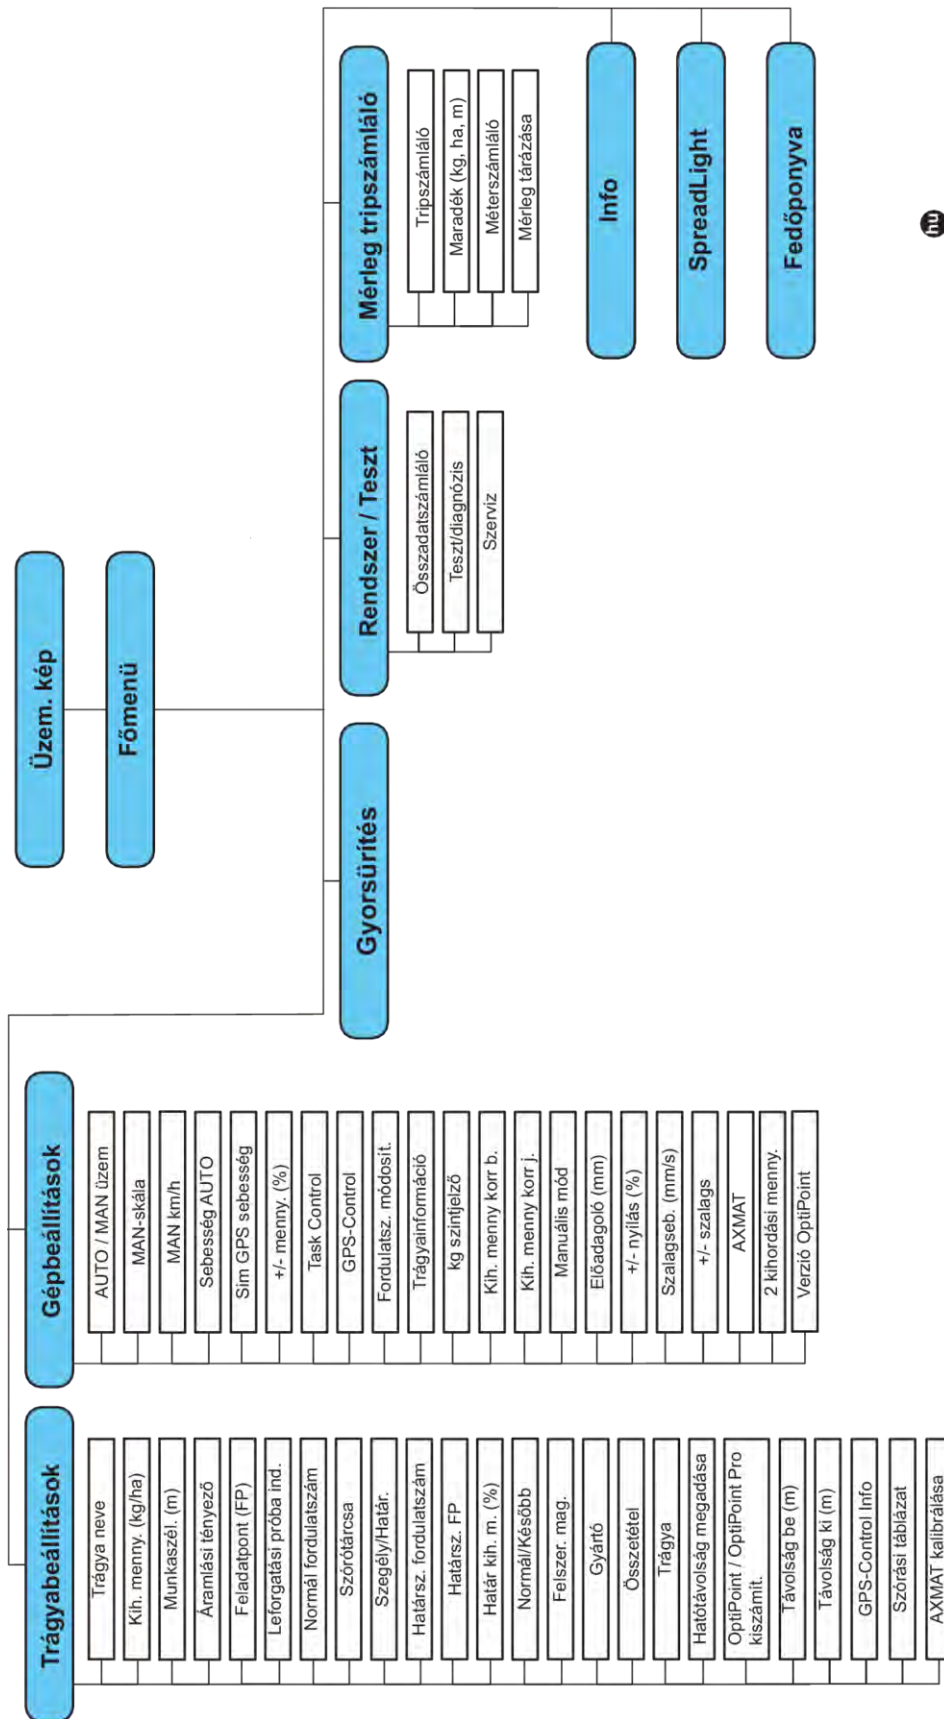 Üzem. kép
Főmenü
Trágyabeállítások
Trágya neve
Kih. menny. (kg/ha)
Munkaszél. (m)
Áramlási tényező
Feladatpont (FP)
Leforgatási próba ind.
Normál fordulatszám
Szórótárcsa
Szegély/Határ.
Határsz. fordulatszám
Határsz. FP
Határ kih. m. (%)
Normál/Később
Felszer. mag.
Gyártó
Összetétel
Trágya
Hatótávolság megadása
OptiPoint / OptiPoint Pro
kiszámít.
Távolság be (m)
Távolság ki (m)
GPS-Control Info
Szórási táblázat
AXMAT kalibrálása
Gépbeállítások
AUTO / MAN üzem
MAN-skála
MAN km/h
Sebesség AUTO
Sim GPS sebesség
+/- menny. (%)
Task Control
GPS-Control
Fordulatsz. módosít.
Trágyainformáció
kg szintjelző
Kih. menny korr b.
Kih. menny korr j.
Manuális mód
Előadagoló (mm)
+/- nyílás (%)
Szalagseb. (mm/s)
+/- szalags
AXMAT
2 kihordási menny.
Verzió OptiPoint
Gyorsürítés
Rendszer / Teszt
Összadatszámláló
Teszt/diagnózis
Szerviz
Mérleg tripszámláló
Tripszámláló
Maradék (kg, ha, m)
Méterszámláló
Mérleg tárázása
Info
SpreadLight
Fedőponyva
hu